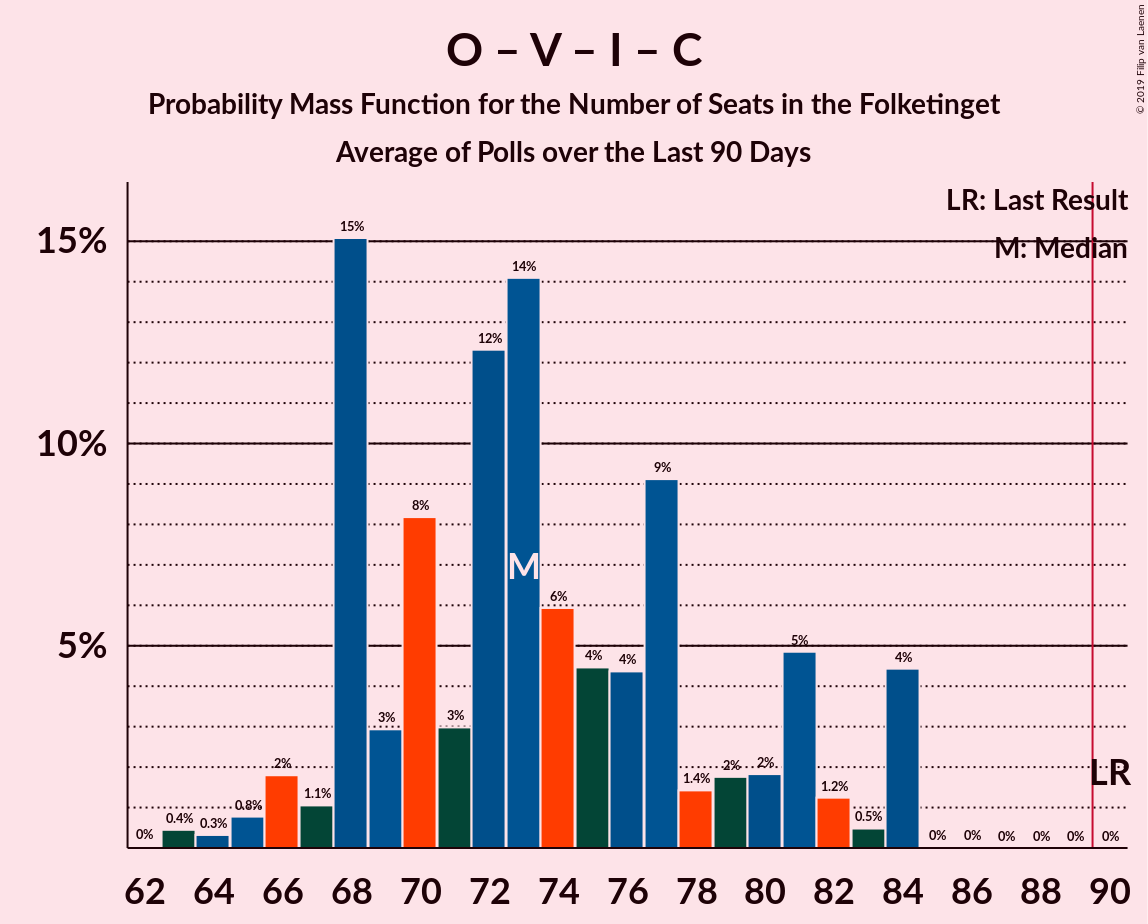 O – V – I – C
Probability Mass Function for the Number of Seats in the Folketinget
Average of Polls over the Last 90 Days
© 2019 Filip van Laenen
LR: Last Result
M: Median
15%
10%
5%
0% 0.4% 0.3% 0.8% 2% 1.1% 15% 3% 8% 3% 12% 14% 6% 4% 4% 9% 1.4% 2% 2% 5% 1.2% 0.5% 4% 0% 0% 0% 0% 0% 0%
M
LR
62 64 66 68 70 72 74 76 78 80 82 84 86 88 90